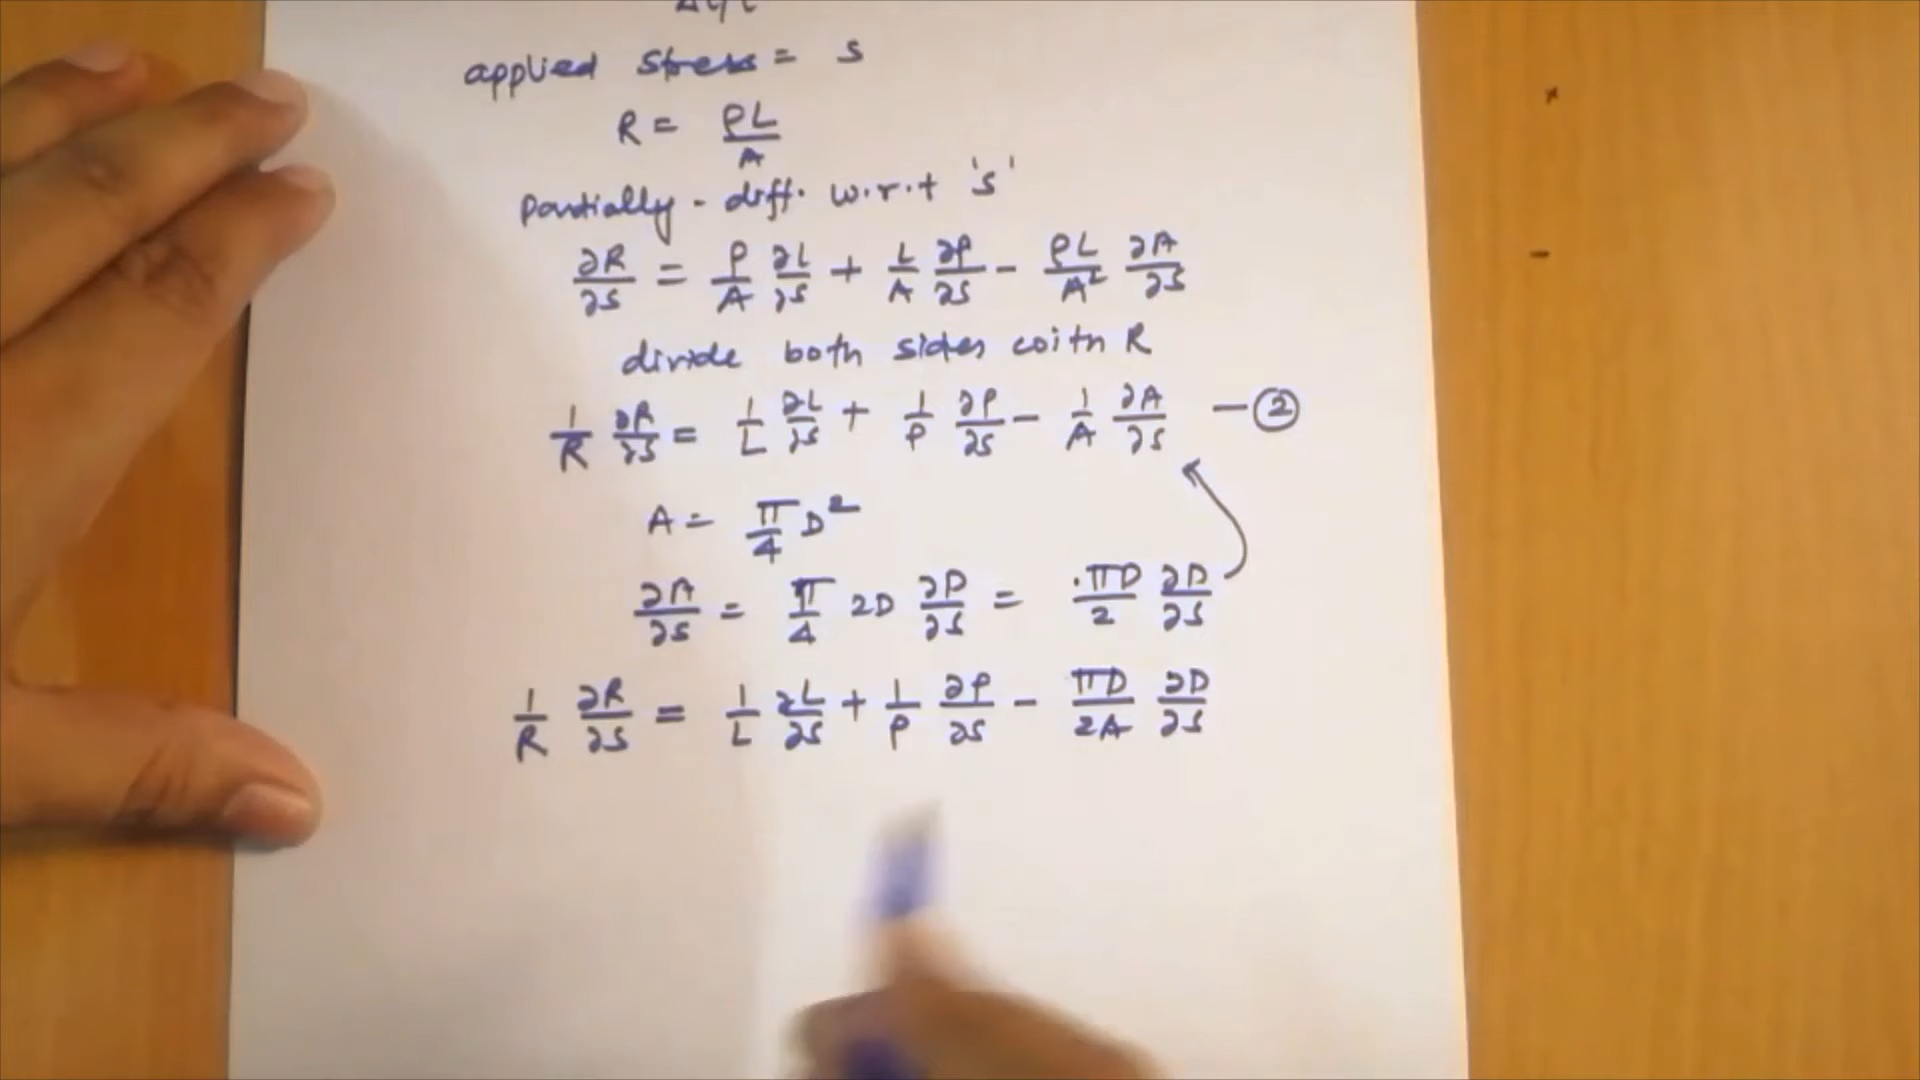 applied stress = s
R = ρL/A
partially - diff. w.r.t 's'
∂R/∂s = ρ/A ∂L/∂s + L/A ∂ρ/∂s - ρL/A² ∂A/∂s
divide both sides with R
1/R ∂R/∂s = 1/L ∂L/∂s + 1/ρ ∂ρ/∂s - 1/A ∂A/∂s - ②
A = π/4 D²
∂A/∂s = π/4 2D ∂D/∂s = πD/2 ∂D/∂s
1/R ∂R/∂s = 1/L ∂L/∂s + 1/ρ ∂ρ/∂s - πD/2A ∂D/∂s